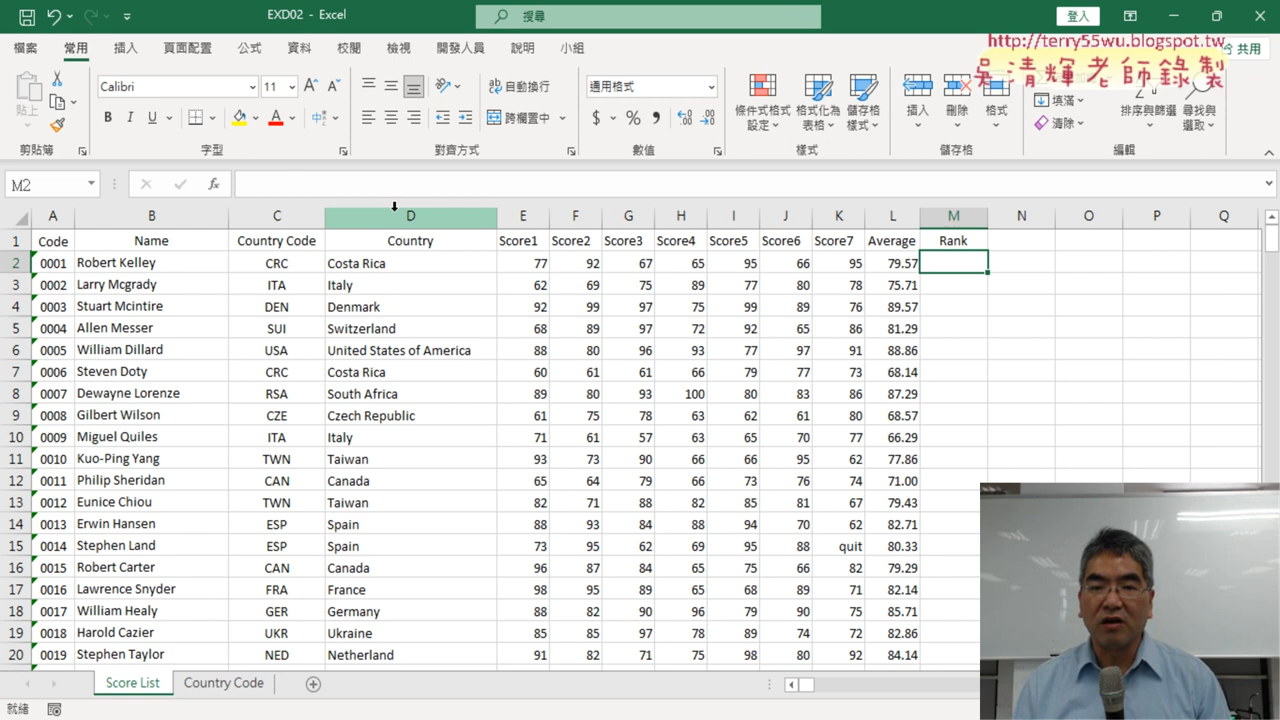 EXD02 - Excel
搜尋
登入
檔案 常用 插入 頁面配置 公式 資料 校閱 檢視 開發人員 說明 小組
http://terry55wu.blogspot.tw
共用
吳清輝老師錄製
貼上
Calibri 11
自動換行
通用格式
跨欄置中
條件式格式設定
格式化為表格
儲存格樣式
插入 刪除 格式
填滿
清除
排序與篩選
尋找與選取
剪貼簿 字型 對齊方式 數值 樣式 儲存格 編輯
M2 fx
A B C D E F G H I J K L M N O P Q
1 Code Name Country Code Country Score1 Score2 Score3 Score4 Score5 Score6 Score7 Average Rank
2 0001 Robert Kelley CRC Costa Rica 77 92 67 65 95 66 95 79.57
3 0002 Larry Mcgrady ITA Italy 62 69 75 89 77 80 78 75.71
4 0003 Stuart Mcintire DEN Denmark 92 99 97 75 99 89 76 89.57
5 0004 Allen Messer SUI Switzerland 68 89 97 72 92 65 86 81.29
6 0005 William Dillard USA United States of America 88 80 96 93 77 97 91 88.86
7 0006 Steven Doty CRC Costa Rica 60 61 61 66 79 77 73 68.14
8 0007 Dewayne Lorenze RSA South Africa 89 80 93 100 80 83 86 87.29
9 0008 Gilbert Wilson CZE Czech Republic 61 75 78 63 62 61 80 68.57
10 0009 Miguel Quiles ITA Italy 71 61 57 63 65 70 77 66.29
11 0010 Kuo-Ping Yang TWN Taiwan 93 73 90 66 66 95 62 77.86
12 0011 Philip Sheridan CAN Canada 65 64 79 66 73 76 74 71.00
13 0012 Eunice Chiou TWN Taiwan 82 71 88 82 85 81 67 79.43
14 0013 Erwin Hansen ESP Spain 88 93 84 88 94 70 62 82.71
15 0014 Stephen Land ESP Spain 73 95 62 69 95 88 quit 80.33
16 0015 Robert Carter CAN Canada 96 87 84 65 75 66 82 79.29
17 0016 Lawrence Snyder FRA France 90 92 89 65 68 89 71 82.14
18 0017 William Healy GER Germany 88 82 90 96 79 90 75 85.71
19 0018 Harold Cazier UKR Ukraine 85 85 97 78 89 74 72 82.86
20 0019 Stephen Taylor NED Netherland 91 82 71 75 98 80 92 84.14
Score List Country Code
就緒